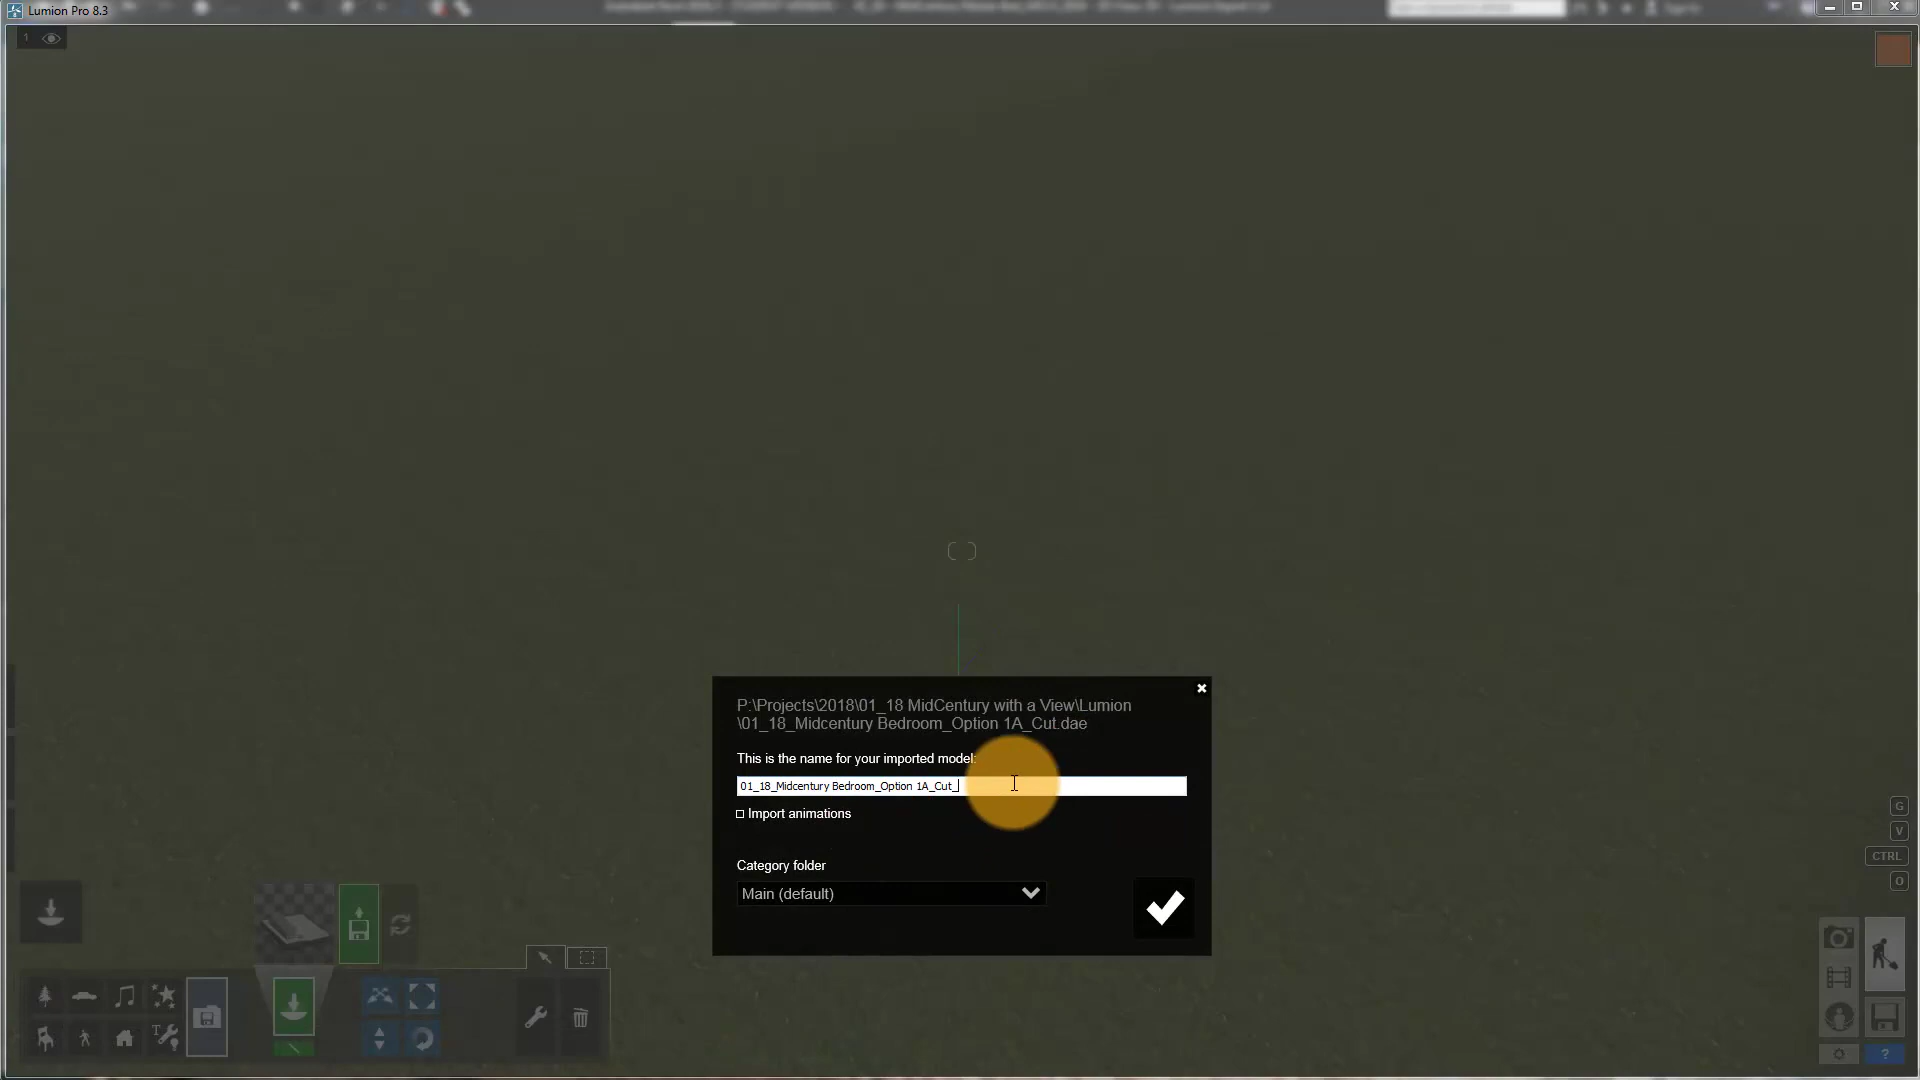 Lumion Pro 8.3
1
P:\Projects\2018\01_18 MidCentury with a View\Lumion
\01_18_Midcentury Bedroom_Option 1A_Cut.dae
This is the name for your imported model:
01_18_Midcentury Bedroom_Option 1A_Cut_
Import animations
Category folder
Main (default)
G
V
CTRL
O
T
?